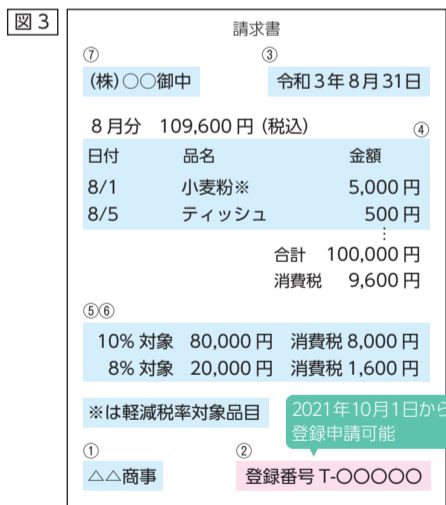 図3
請求書
⑦ ③
(株)○○御中 令和3年8月31日
8月分 109,600円(税込) ④
日付 品名 金額
8/1 小麦粉※ 5,000円
8/5 ティッシュ 500円
⋮
合計 100,000円
消費税 9,600円
⑤⑥
10%対象 80,000円 消費税8,000円
8%対象 20,000円 消費税1,600円
※は軽減税率対象品目
2021年10月1日から
登録申請可能
① ②
△△商事 登録番号 T-○○○○○